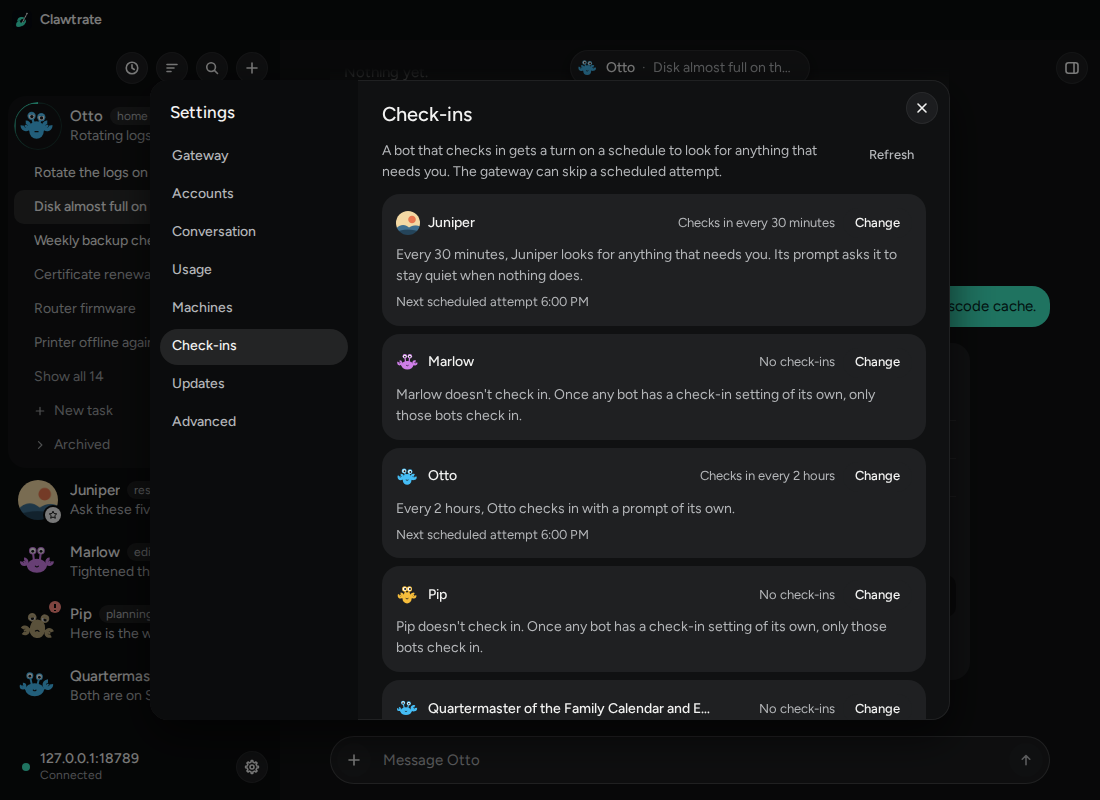 Clawtrate
Nothing yet.
Otto · Disk almost full on th...
Otto home
Rotating logs
Rotate the logs on
Disk almost full on
Weekly backup che
Certificate renewa
Router firmware
Printer offline again
Show all 14
+ New task
> Archived
Juniper res
Ask these fiv
Marlow edi
Tightened th
Pip planning
Here is the w
Quartermas
Both are on S
127.0.0.1:18789
Connected
Settings
Gateway
Accounts
Conversation
Usage
Machines
Check-ins
Updates
Advanced
Check-ins
A bot that checks in gets a turn on a schedule to look for anything that
needs you. The gateway can skip a scheduled attempt.
Refresh
Juniper Checks in every 30 minutes Change
Every 30 minutes, Juniper looks for anything that needs you. Its prompt asks it to
stay quiet when nothing does.
Next scheduled attempt 6:00 PM
Marlow No check-ins Change
Marlow doesn't check in. Once any bot has a check-in setting of its own, only
those bots check in.
Otto Checks in every 2 hours Change
Every 2 hours, Otto checks in with a prompt of its own.
Next scheduled attempt 6:00 PM
Pip No check-ins Change
Pip doesn't check in. Once any bot has a check-in setting of its own, only those
bots check in.
Quartermaster of the Family Calendar and E... No check-ins Change
scode cache.
Message Otto